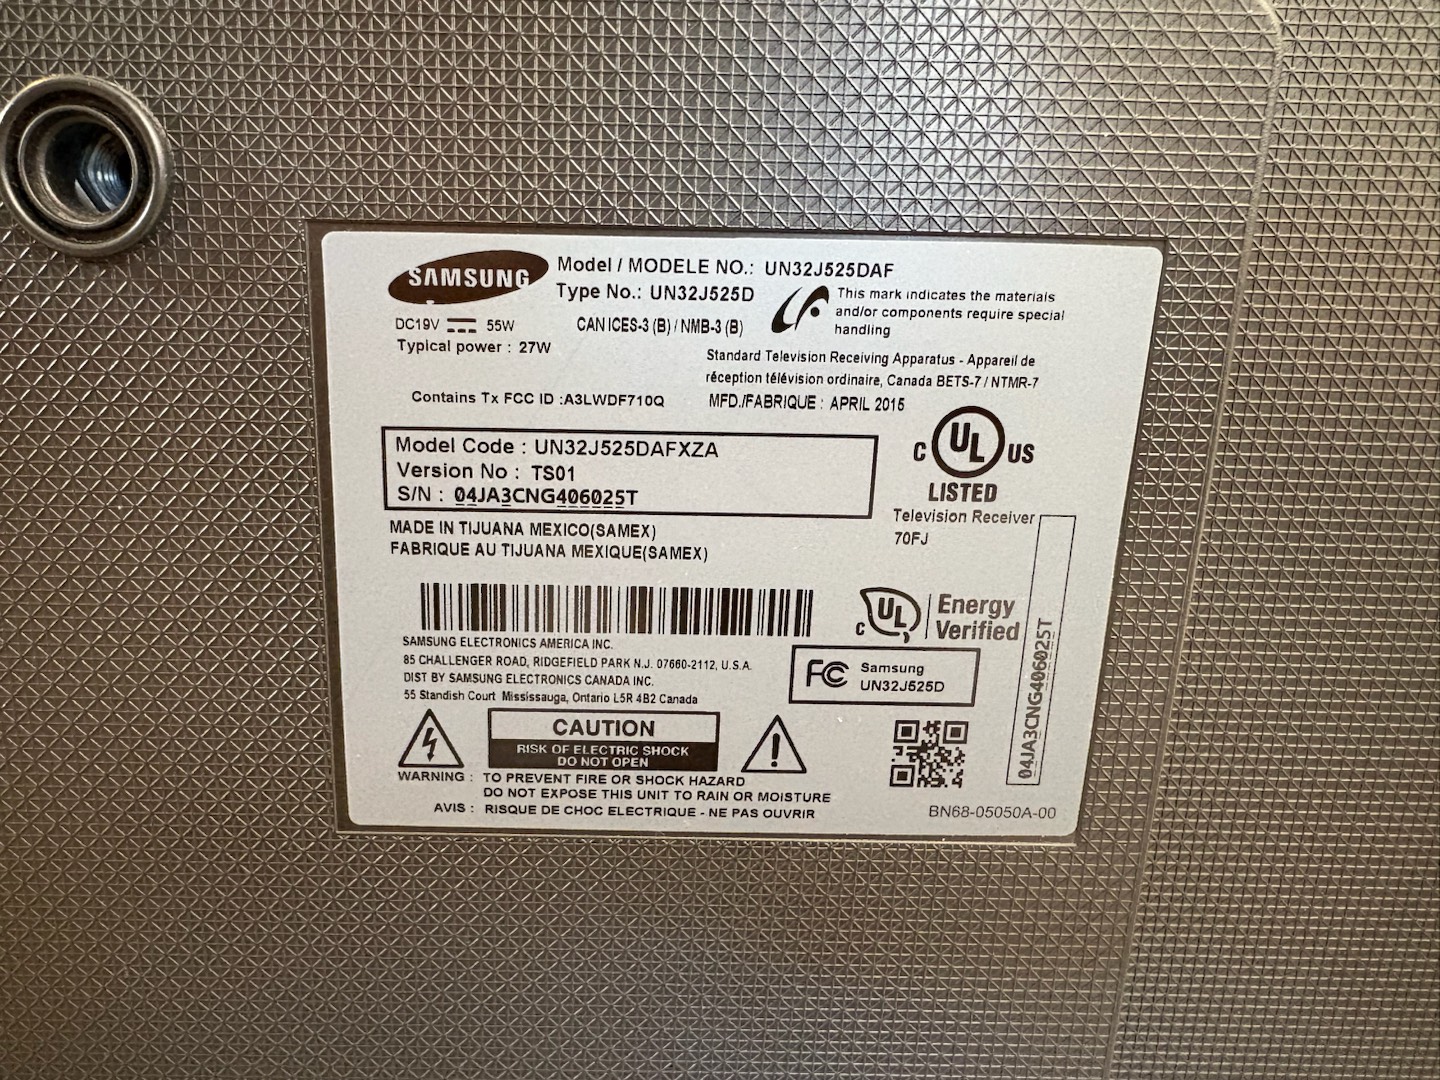 SAMSUNG
Model / MODELE NO.: UN32J525DAF
Type No.: UN32J525D
DC19V 55W
CAN ICES-3 (B) / NMB-3 (B)
Typical power : 27W
This mark indicates the materials
and/or components require special
handling
Standard Television Receiving Apparatus - Appareil de
réception télévision ordinaire, Canada BETS-7 / NTMR-7
Contains Tx FCC ID :A3LWDF710Q
MFD./FABRIQUE : APRIL 2015
Model Code : UN32J525DAFXZA
Version No : TS01
S/N : 04JA3CNG406025T
C UL US
LISTED
Television Receiver
70FJ
MADE IN TIJUANA MEXICO(SAMEX)
FABRIQUE AU TIJUANA MEXIQUE(SAMEX)
c UL Energy
Verified
SAMSUNG ELECTRONICS AMERICA INC.
85 CHALLENGER ROAD, RIDGEFIELD PARK N.J. 07660-2112, U.S.A.
DIST BY SAMSUNG ELECTRONICS CANADA INC.
55 Standish Court Mississauga, Ontario L5R 4B2 Canada
FC Samsung
UN32J525D
04JA3CNG406025T
CAUTION
RISK OF ELECTRIC SHOCK
DO NOT OPEN
WARNING : TO PREVENT FIRE OR SHOCK HAZARD
DO NOT EXPOSE THIS UNIT TO RAIN OR MOISTURE
AVIS : RISQUE DE CHOC ELECTRIQUE - NE PAS OUVRIR
BN68-05050A-00